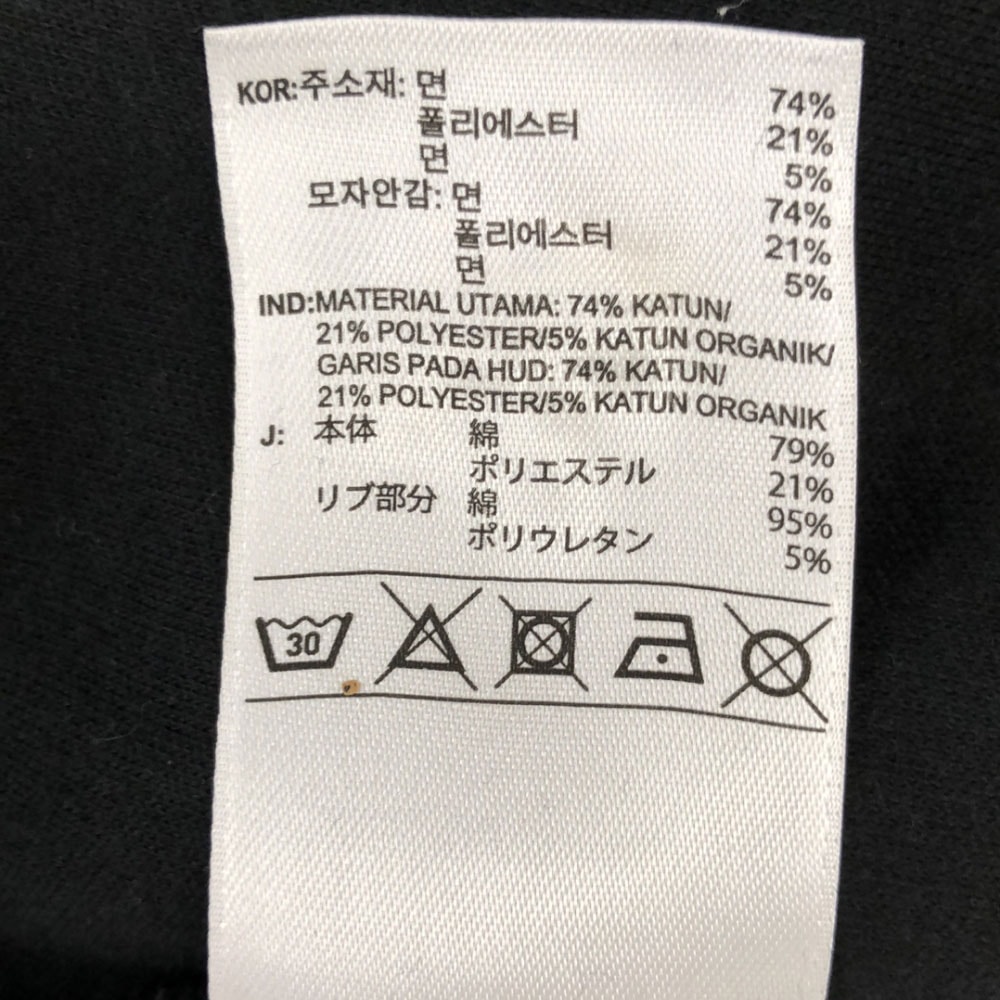 KOR:주소재: 면 74%
폴리에스터 21%
면 5%
모자안감: 면 74%
폴리에스터 21%
면 5%
IND:MATERIAL UTAMA: 74% KATUN/
21% POLYESTER/5% KATUN ORGANIK/
GARIS PADA HUD: 74% KATUN/
21% POLYESTER/5% KATUN ORGANIK
J: 本体 綿 79%
ポリエステル 21%
リブ部分 綿 95%
ポリウレタン 5%
30